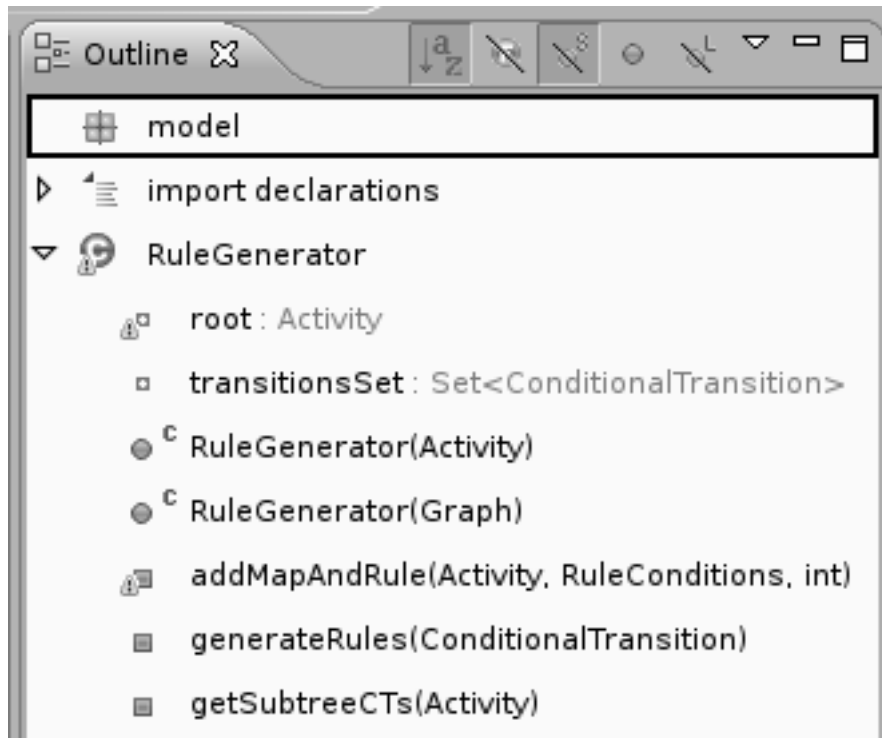 Outline
model
import declarations
RuleGenerator
root : Activity
transitionsSet : Set<ConditionalTransition>
C RuleGenerator(Activity)
C RuleGenerator(Graph)
addMapAndRule(Activity, RuleConditions, int)
generateRules(ConditionalTransition)
getSubtreeCTs(Activity)